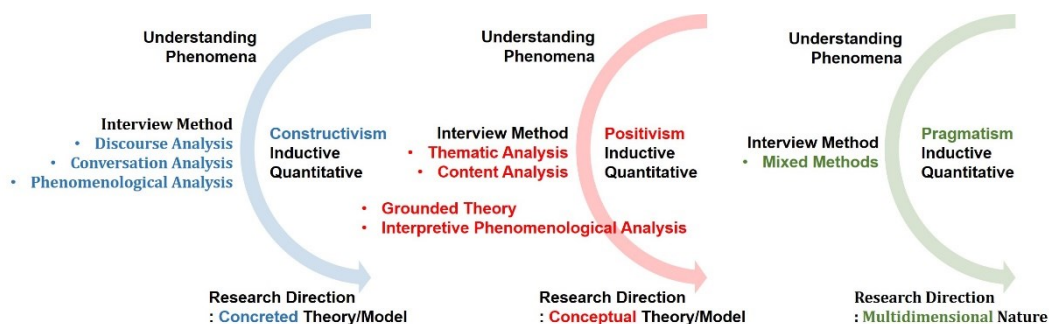 Understanding
Phenomena
Interview Method
• Discourse Analysis
• Conversation Analysis
• Phenomenological Analysis
Constructivism
Inductive
Quantitative
Research Direction
: Concreted Theory/Model
Understanding
Phenomena
Interview Method
• Thematic Analysis
• Content Analysis
• Grounded Theory
• Interpretive Phenomenological Analysis
Positivism
Inductive
Quantitative
Research Direction
: Conceptual Theory/Model
Understanding
Phenomena
Interview Method
• Mixed Methods
Pragmatism
Inductive
Quantitative
Research Direction
: Multidimensional Nature